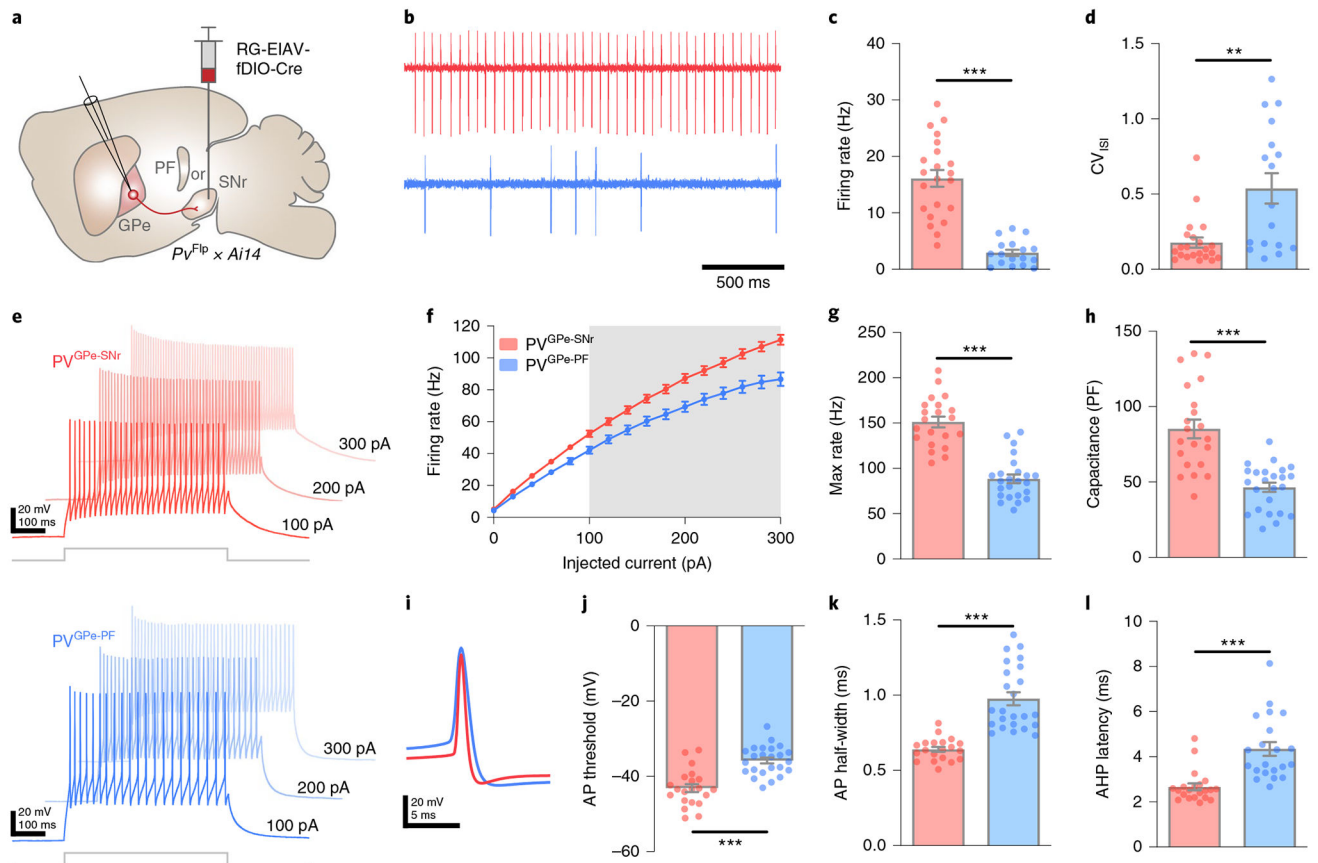 a
RG-EIAV-
fDIO-Cre
PF
or
SNr
GPe
Pv^Flp × Ai14
b
500 ms
c
Firing rate (Hz)
40
30
20
10
0
***
d
CV_ISI
1.5
1.0
0.5
0.0
**
e
PV^GPe-SNr
300 pA
200 pA
100 pA
20 mV
100 ms
PV^GPe-PF
300 pA
200 pA
100 pA
20 mV
100 ms
f
Firing rate (Hz)
120
100
80
60
40
20
0
PV^GPe-SNr
PV^GPe-PF
0
100
200
300
Injected current (pA)
g
Max rate (Hz)
250
200
150
100
50
0
***
h
Capacitance (PF)
150
100
50
0
***
i
20 mV
5 ms
j
AP threshold (mV)
0
–20
–40
–60
***
k
AP half-width (ms)
1.5
1.0
0.5
0.0
***
l
AHP latency (ms)
10
8
6
4
2
0
***